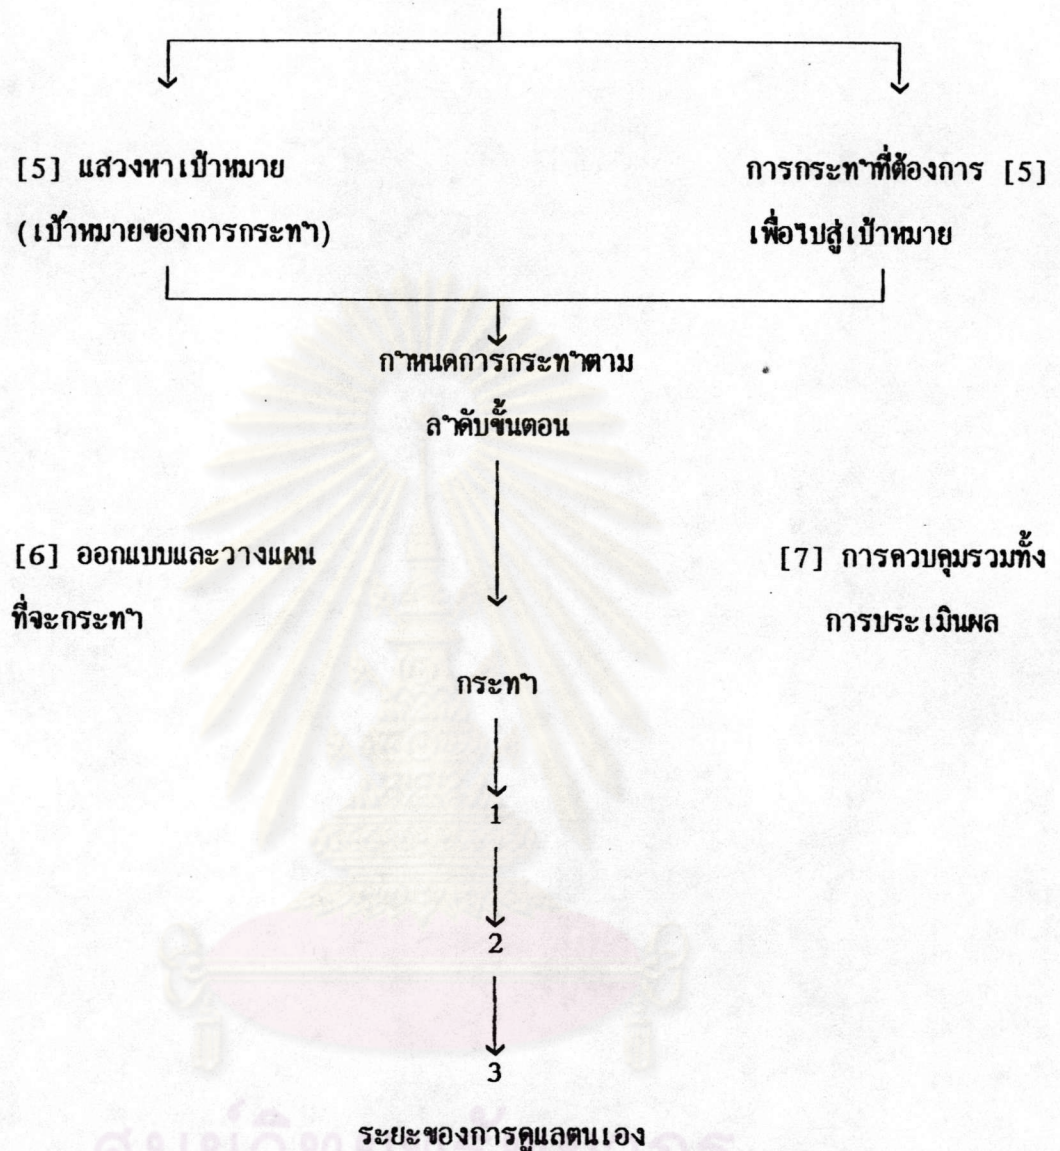 [5] แสวงหาเป้าหมาย
(เป้าหมายของการกระทำ)
การกระทำที่ต้องการ [5]
เพื่อไปสู่เป้าหมาย
กำหนดการกระทำตาม
ลำดับขั้นตอน
[6] ออกแบบและวางแผน
ที่จะกระทำ
[7] การควบคุมรวมทั้ง
การประเมินผล
กระทำ
1
2
3
ระยะของการดูแลตนเอง